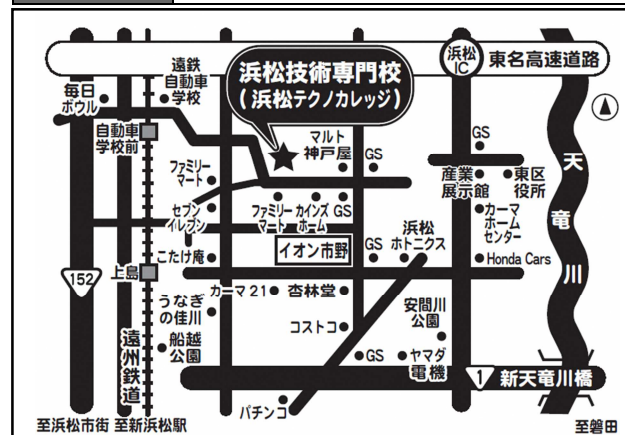 浜松
IC
東名高速道路
浜松技術専門校
(浜松テクノカレッジ)
遠鉄
自動車
学校
毎日
ボウル
自動車
学校前
マルト
神戸屋
GS
GS
産業
展示館
東区
役所
天竜川
ファミリー
マート
セブン
イレブン
ファミリー
マート
カインズ
ホーム
GS
カーマ
ホーム
センター
浜松
ホトニクス
こたけ庵
イオン市野
GS
Honda Cars
152
上島
うなぎ
の佳川
カーマ21
杏林堂
安間川
公園
コストコ
船越
公園
遠州鉄道
GS
ヤマダ
電機
1
新天竜川橋
パチンコ
至浜松市街
至新浜松駅
至磐田